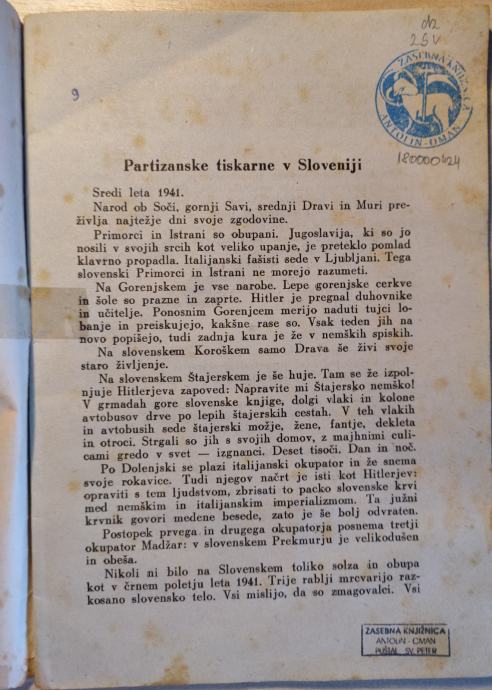 9
ZASEBNA KNJIŽNICA
ANTOLIN-OMAN
180000424
Partizanske tiskarne v Sloveniji
Sredi leta 1941.
Narod ob Soči, gornji Savi, srednji Dravi in Muri pre-
življa najtežje dni svoje zgodovine.
Primorci in Istrani so obupani. Jugoslavija, ki so jo
nosili v svojih srcih kot veliko upanje, je preteklo pomlad
klavrno propadla. Italijanski fašisti sede v Ljubljani. Tega
slovenski Primorci in Istrani ne morejo razumeti.
Na Gorenjskem je vse narobe. Lepe gorenjske cerkve
in šole so prazne in zaprte. Hitler je pregnal duhovnike
in učitelje. Ponosnim Gorenjcem merijo naduti tujci lo-
banje in preiskujejo, kakšne rase so. Vsak teden jih na
novo popišejo, tudi zadnja kura je že v nemških spiskih.
Na slovenskem Koroškem samo Drava še živi svoje
staro življenje.
Na slovenskem Štajerskem je še huje. Tam se že izpol-
njuje Hitlerjeva zapoved: Napravite mi Štajersko nemško!
V grmadah gore slovenske knjige, dolgi vlaki in kolone
avtobusov drve po lepih štajerskih cestah. V teh vlakih
in avtobusih sede štajerski možje, žene, fantje, dekleta
in otroci. Strgali so jih s svojih domov, z majhnimi culi-
cami gredo v svet — izgnanci. Deset tisoči. Dan in noč.
Po Dolenjski se plazi italijanski okupator in že snema
svoje rokavice. Tudi njegov načrt je isti kot Hitlerjev:
opraviti s tem ljudstvom, zbrisati to packo slovenske krvi
med nemškim in italijanskim imperializmom. Ta južni
krvnik govori medene besede, zato je še bolj odvraten.
Postopek prvega in drugega okupatorja posnema tretji
okupator Madžar: v slovenskem Prekmurju je velikodušen
in obeša.
Nikoli ni bilo na Slovenskem toliko solza in obupa
kot v črnem poletju leta 1941. Trije rablji mrcvarijo raz-
kosano slovensko telo. Vsi mislijo, da so zmagovalci. Vsi
ZASEBNA KNJIŽNICA
ANTOLIN - OMAN
PUŠTAL, SV. PETER